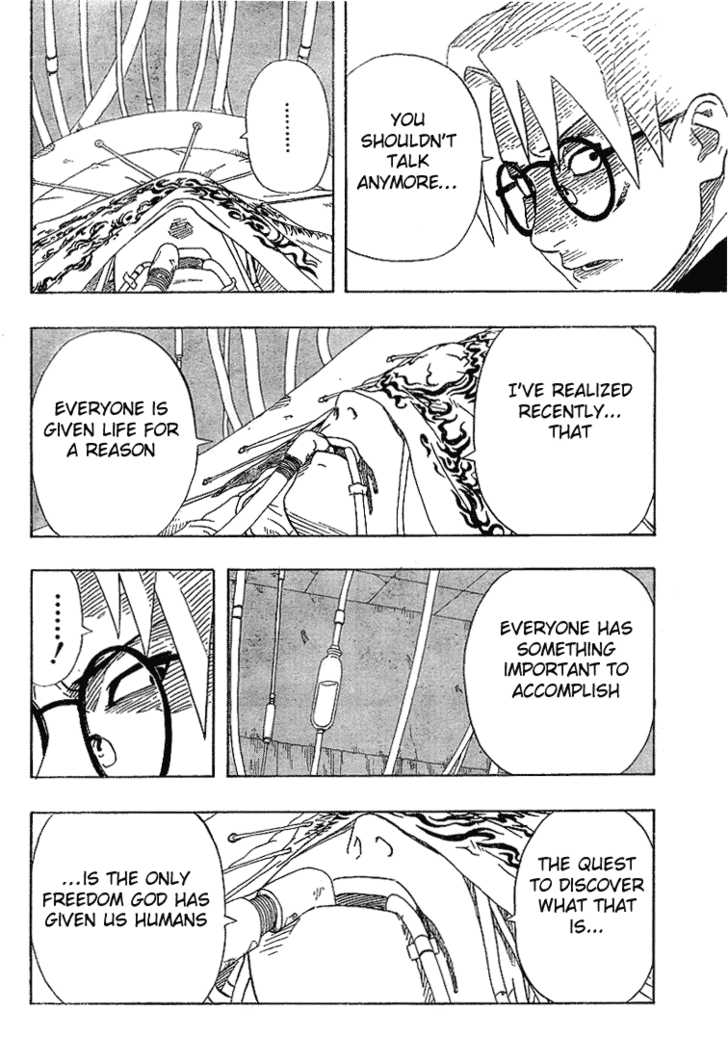 YOU
SHOULDN'T
TALK
ANYMORE...
.......
I'VE REALIZED
RECENTLY...
THAT
EVERYONE IS
GIVEN LIFE FOR
A REASON
EVERYONE HAS
SOMETHING
IMPORTANT TO
ACCOMPLISH
......,
THE QUEST
TO DISCOVER
WHAT THAT
IS...
...IS THE ONLY
FREEDOM GOD HAS
GIVEN US HUMANS